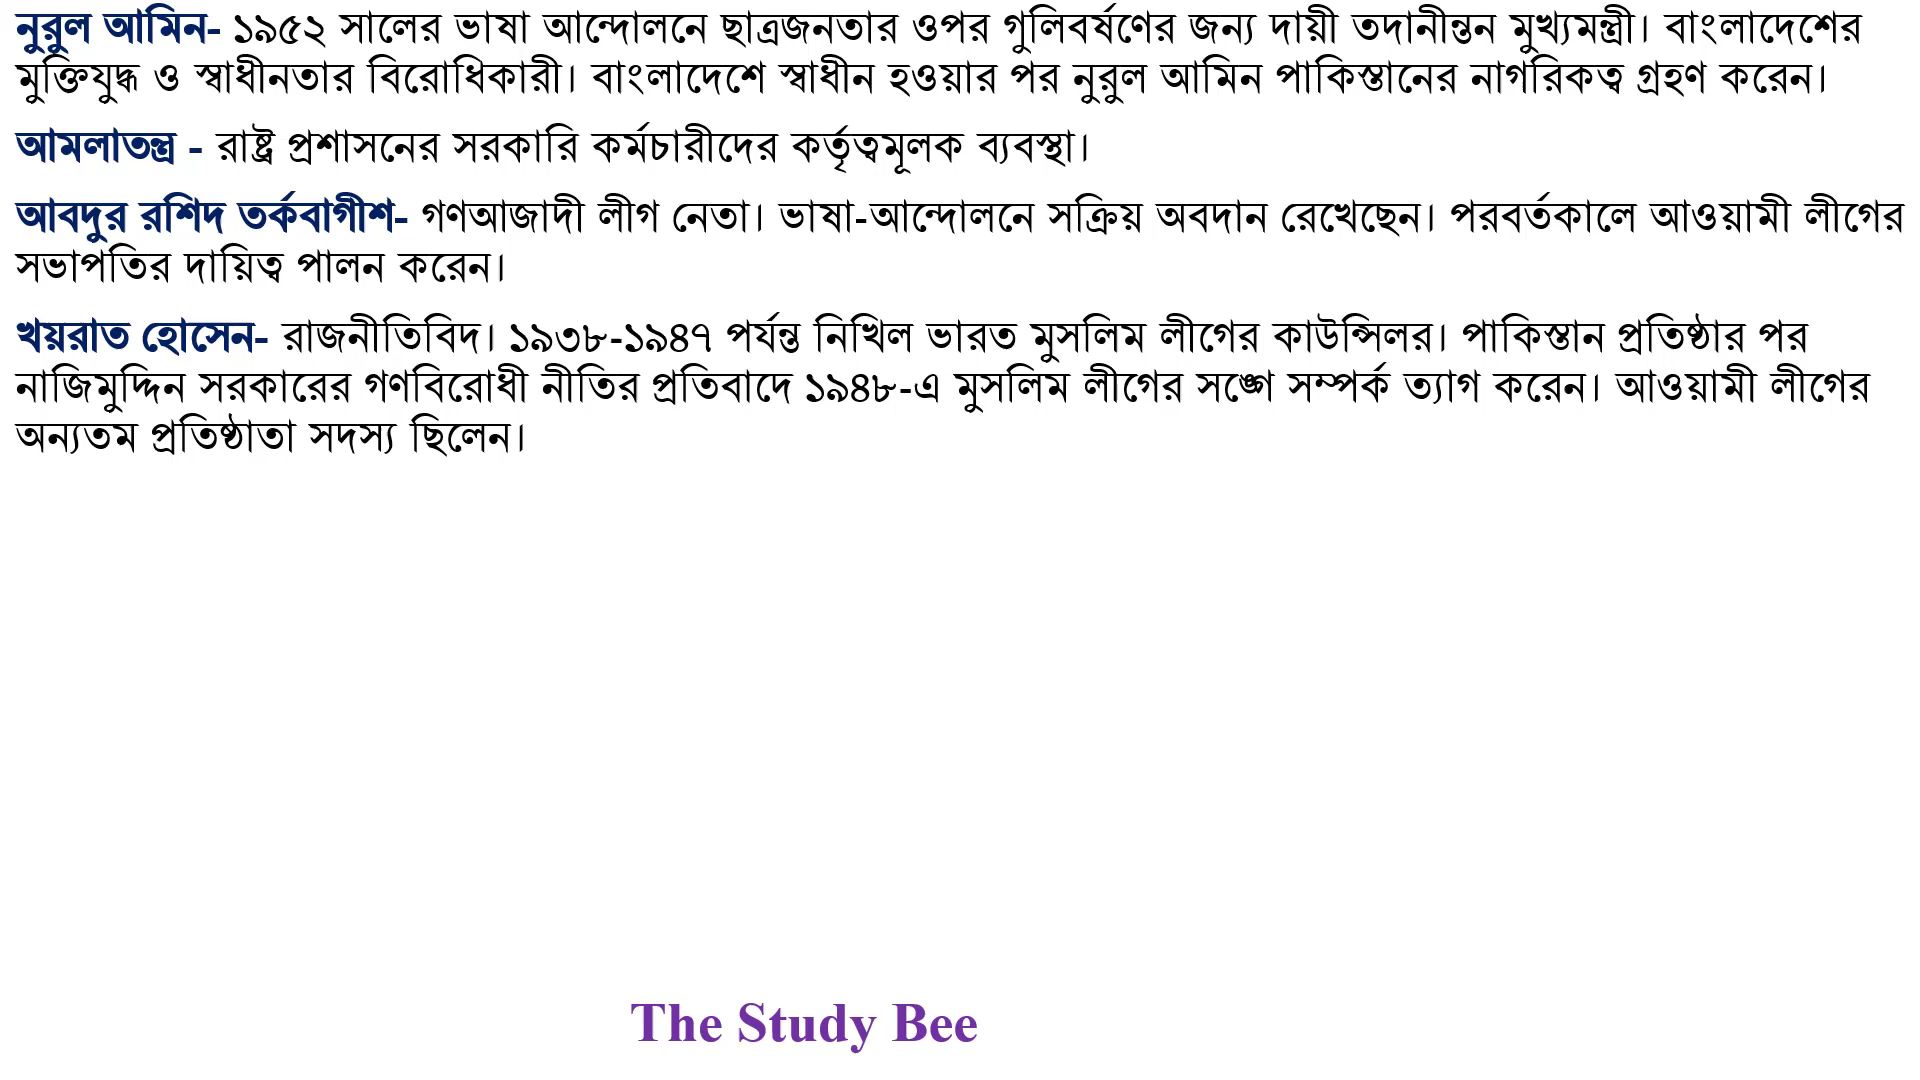 নুরুল আমিন- ১৯৫২ সালের ভাষা আন্দোলনে ছাত্রজনতার ওপর গুলিবর্ষণের জন্য দায়ী তদানীন্তন মুখ্যমন্ত্রী। বাংলাদেশের
মুক্তিযুদ্ধ ও স্বাধীনতার বিরোধিকারী। বাংলাদেশে স্বাধীন হওয়ার পর নুরুল আমিন পাকিস্তানের নাগরিকত্ব গ্রহণ করেন।
আমলাতন্ত্র - রাষ্ট্র প্রশাসনের সরকারি কর্মচারীদের কর্তৃত্বমূলক ব্যবস্থা।
আবদুর রশিদ তর্কবাগীশ- গণআজাদী লীগ নেতা। ভাষা-আন্দোলনে সক্রিয় অবদান রেখেছেন। পরবর্তকালে আওয়ামী লীগের
সভাপতির দায়িত্ব পালন করেন।
খয়রাত হোসেন- রাজনীতিবিদ। ১৯৩৮-১৯৪৭ পর্যন্ত নিখিল ভারত মুসলিম লীগের কাউন্সিলর। পাকিস্তান প্রতিষ্ঠার পর
নাজিমুদ্দিন সরকারের গণবিরোধী নীতির প্রতিবাদে ১৯৪৮-এ মুসলিম লীগের সঙ্গে সম্পর্ক ত্যাগ করেন। আওয়ামী লীগের
অন্যতম প্রতিষ্ঠাতা সদস্য ছিলেন।
The Study Bee